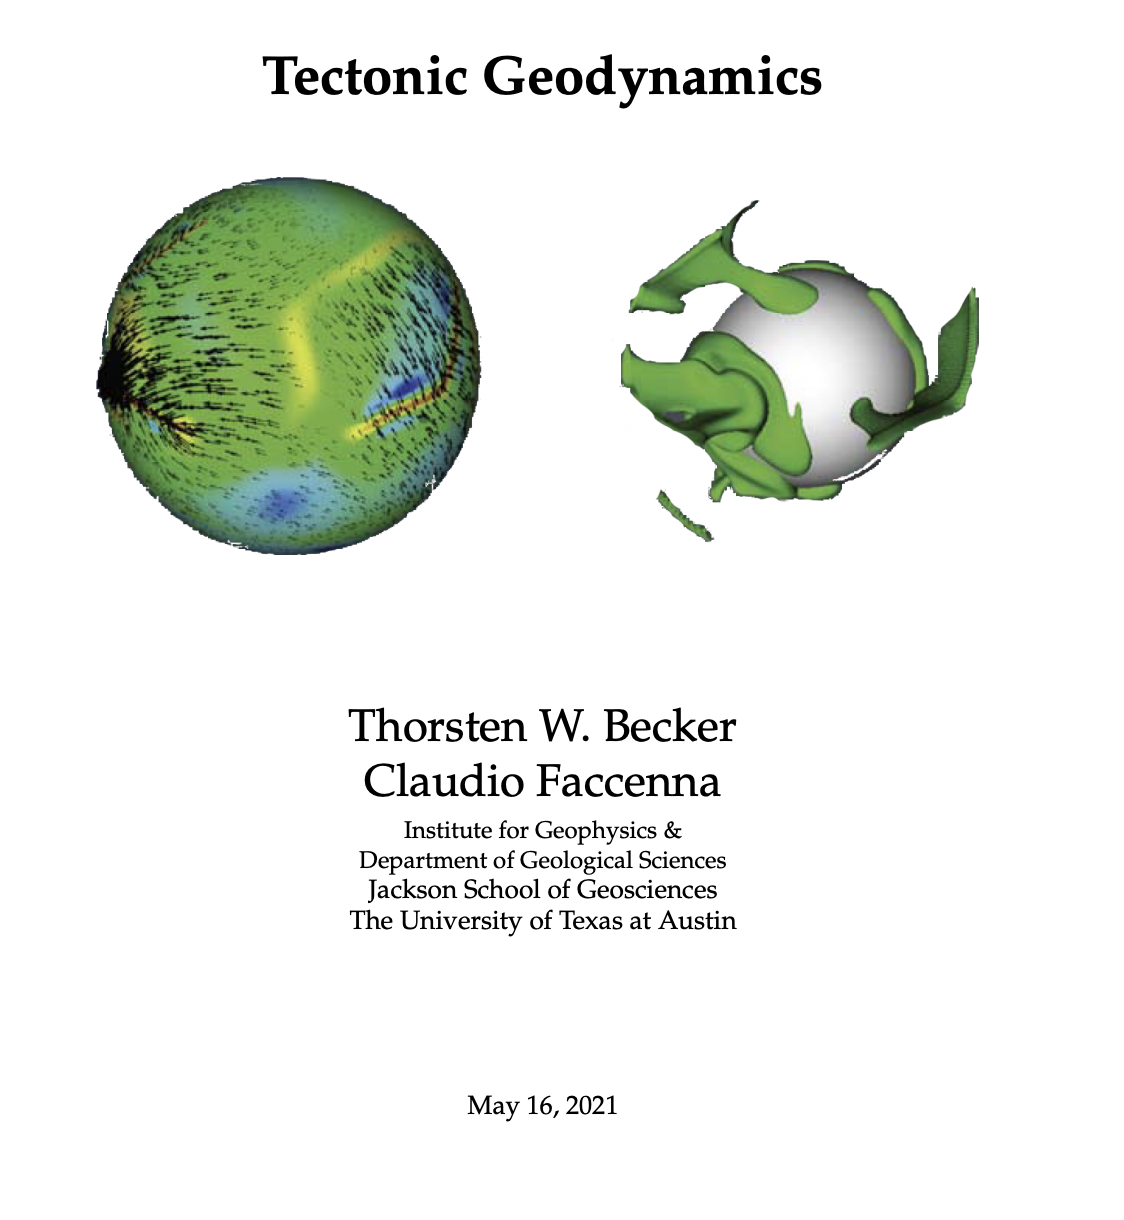 Tectonic Geodynamics
Thorsten W. Becker
Claudio Faccenna
Institute for Geophysics &
Department of Geological Sciences
Jackson School of Geosciences
The University of Texas at Austin
May 16, 2021